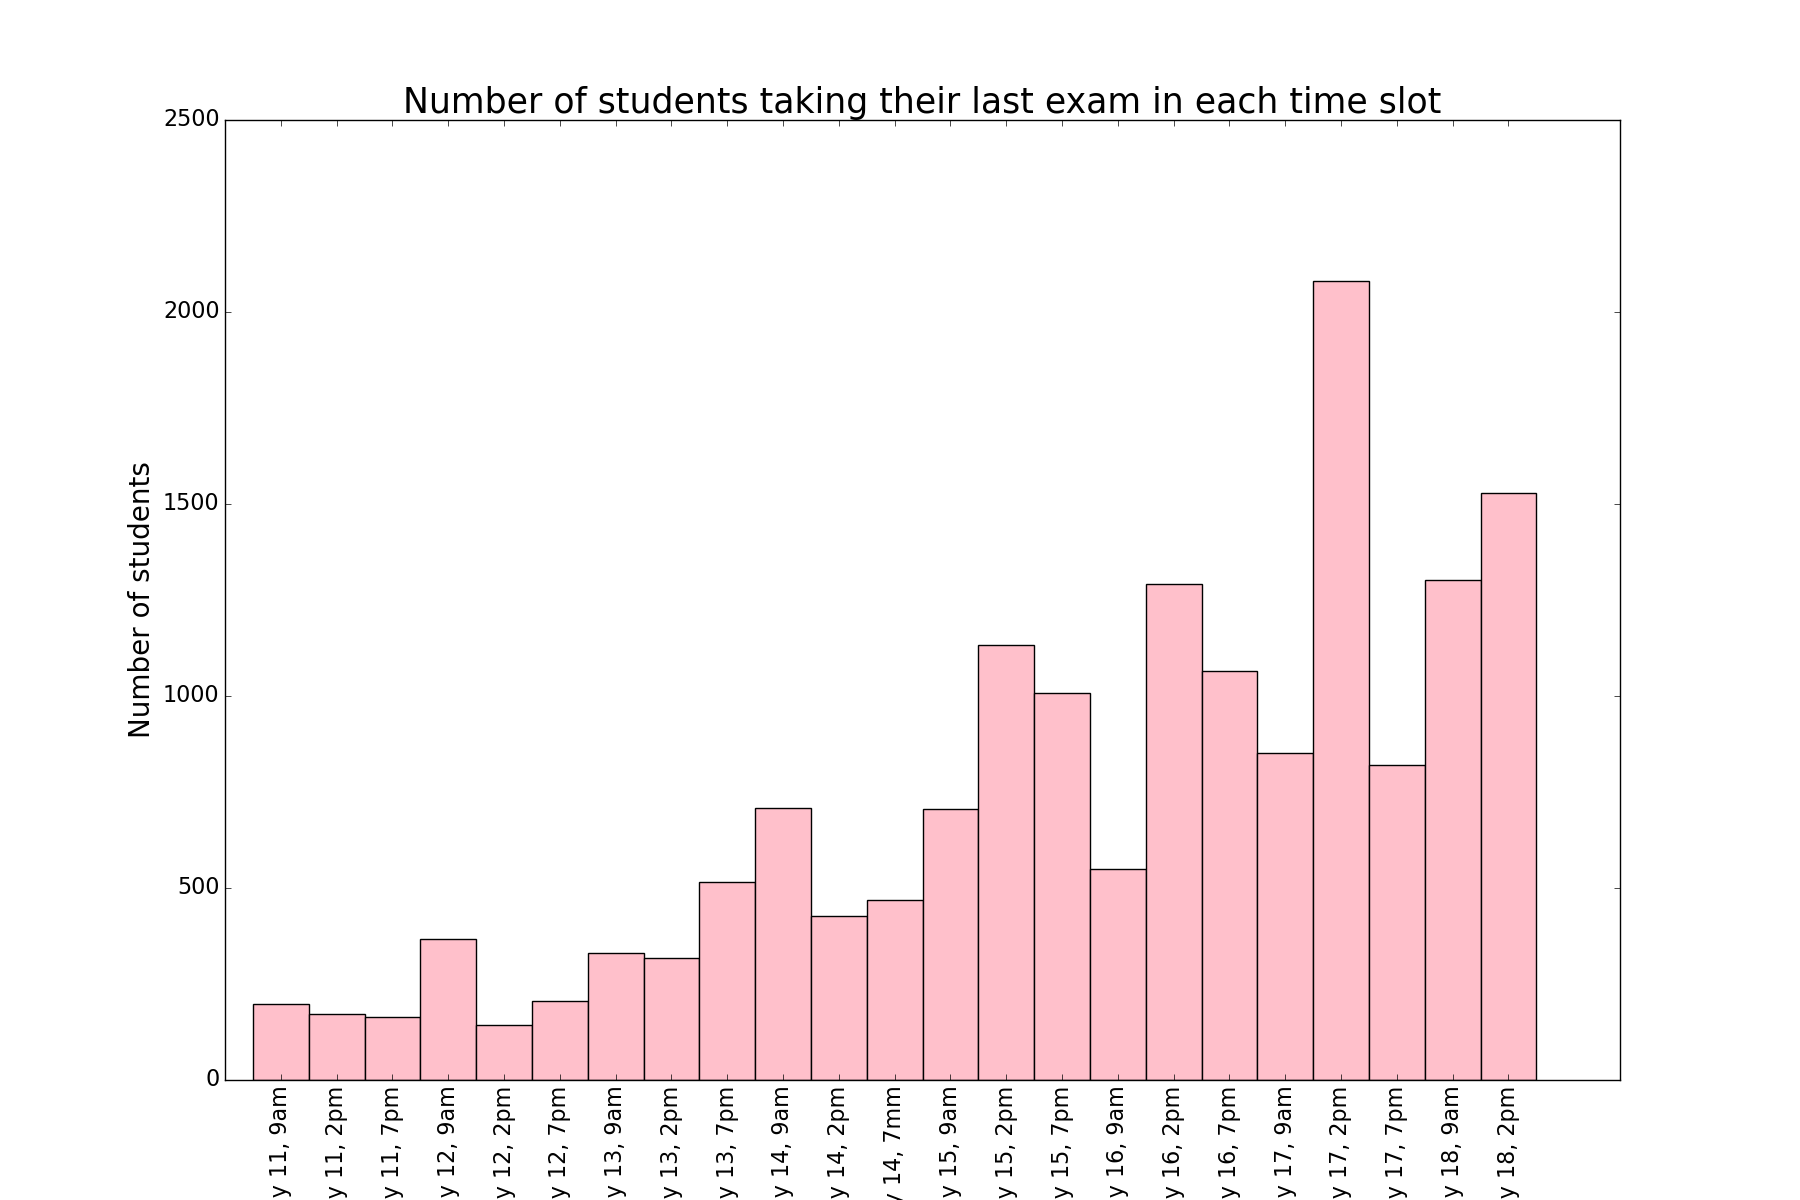 Number of students taking their last exam in each time slot
Number of students
2500
2000
1500
1000
500
0
y 11, 9am
y 11, 2pm
y 11, 7pm
y 12, 9am
y 12, 2pm
y 12, 7pm
y 13, 9am
y 13, 2pm
y 13, 7pm
y 14, 9am
y 14, 2pm
y 14, 7mm
y 15, 9am
y 15, 2pm
y 15, 7pm
y 16, 9am
y 16, 2pm
y 16, 7pm
y 17, 9am
y 17, 2pm
y 17, 7pm
y 18, 9am
y 18, 2pm